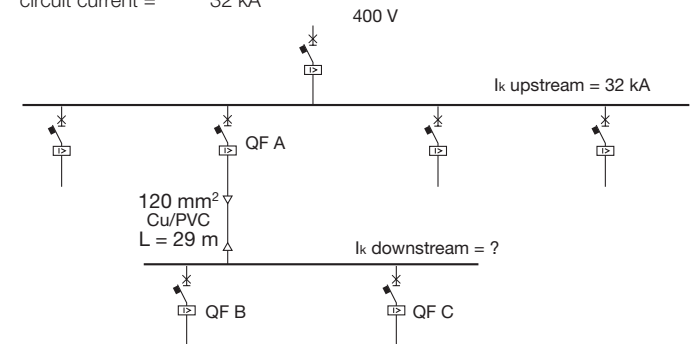 circuit current = 32 kA
400 V
Ik upstream = 32 kA
I>
I> I> QF A I> I>
120 mm²
Cu/PVC
L = 29 m
Ik downstream = ?
I> QF B I> QF C